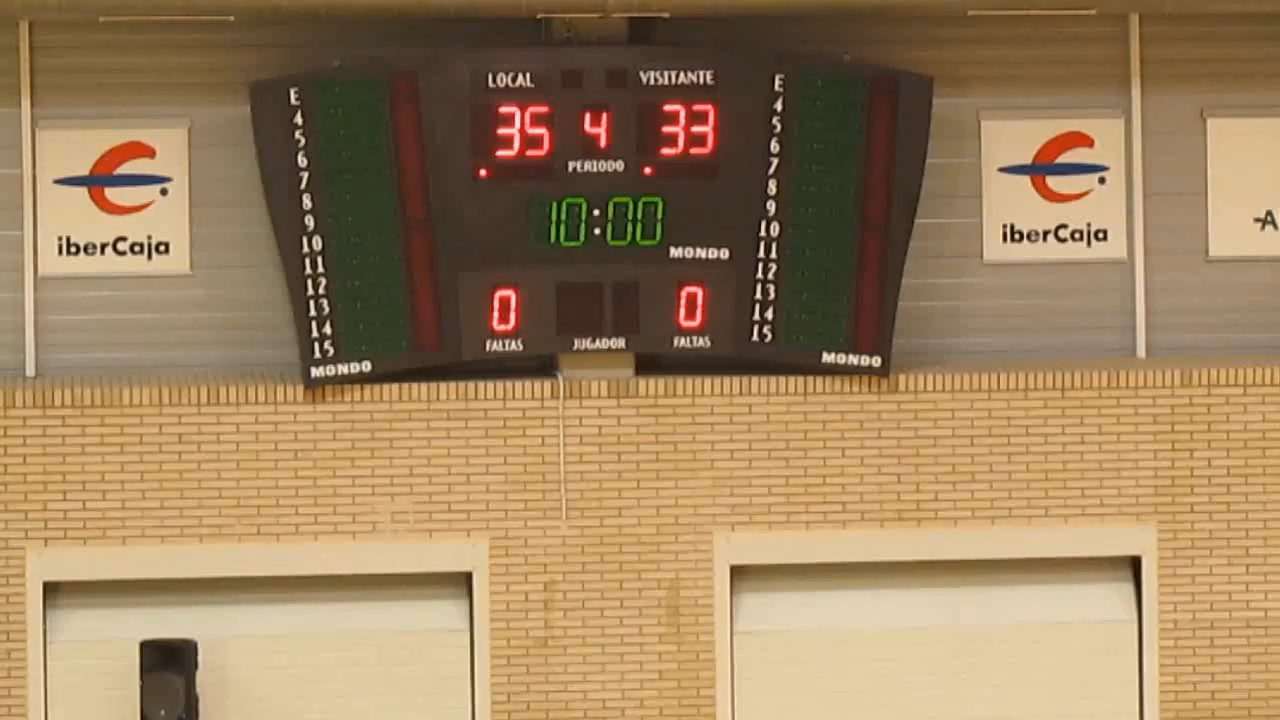 LOCAL VISITANTE
35 4 33
PERIODO
10:00
MONDO
0 0
FALTAS JUGADOR FALTAS
E
4
5
6
7
8
9
10
11
12
13
14
15
MONDO
E
4
5
6
7
8
9
10
11
12
13
14
15
MONDO
iberCaja
iberCaja
-A